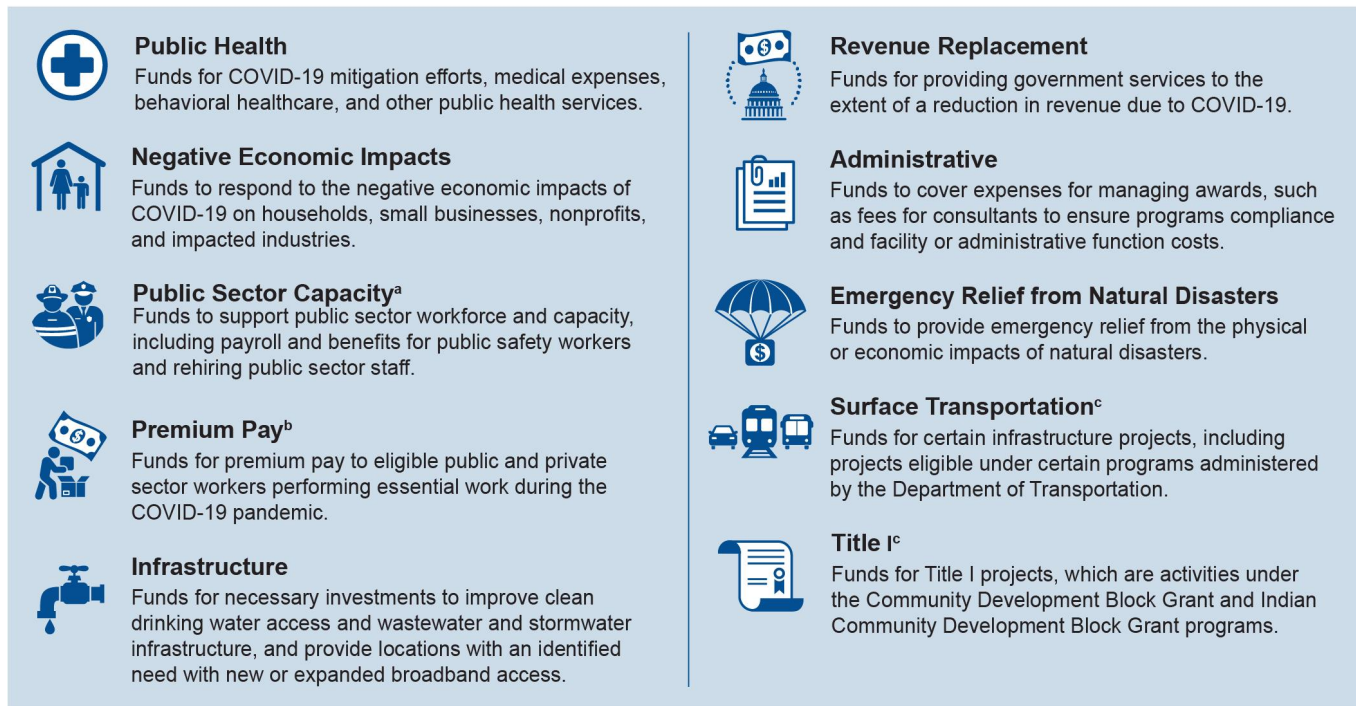 Public Health
Funds for COVID-19 mitigation efforts, medical expenses,
behavioral healthcare, and other public health services.
Negative Economic Impacts
Funds to respond to the negative economic impacts of
COVID-19 on households, small businesses, nonprofits,
and impacted industries.
Public Sector Capacityᵃ
Funds to support public sector workforce and capacity,
including payroll and benefits for public safety workers
and rehiring public sector staff.
Premium Payᵇ
Funds for premium pay to eligible public and private
sector workers performing essential work during the
COVID-19 pandemic.
Infrastructure
Funds for necessary investments to improve clean
drinking water access and wastewater and stormwater
infrastructure, and provide locations with an identified
need with new or expanded broadband access.
Revenue Replacement
Funds for providing government services to the
extent of a reduction in revenue due to COVID-19.
Administrative
Funds to cover expenses for managing awards, such
as fees for consultants to ensure programs compliance
and facility or administrative function costs.
Emergency Relief from Natural Disasters
Funds to provide emergency relief from the physical
or economic impacts of natural disasters.
Surface Transportationᶜ
Funds for certain infrastructure projects, including
projects eligible under certain programs administered
by the Department of Transportation.
Title Iᶜ
Funds for Title I projects, which are activities under
the Community Development Block Grant and Indian
Community Development Block Grant programs.